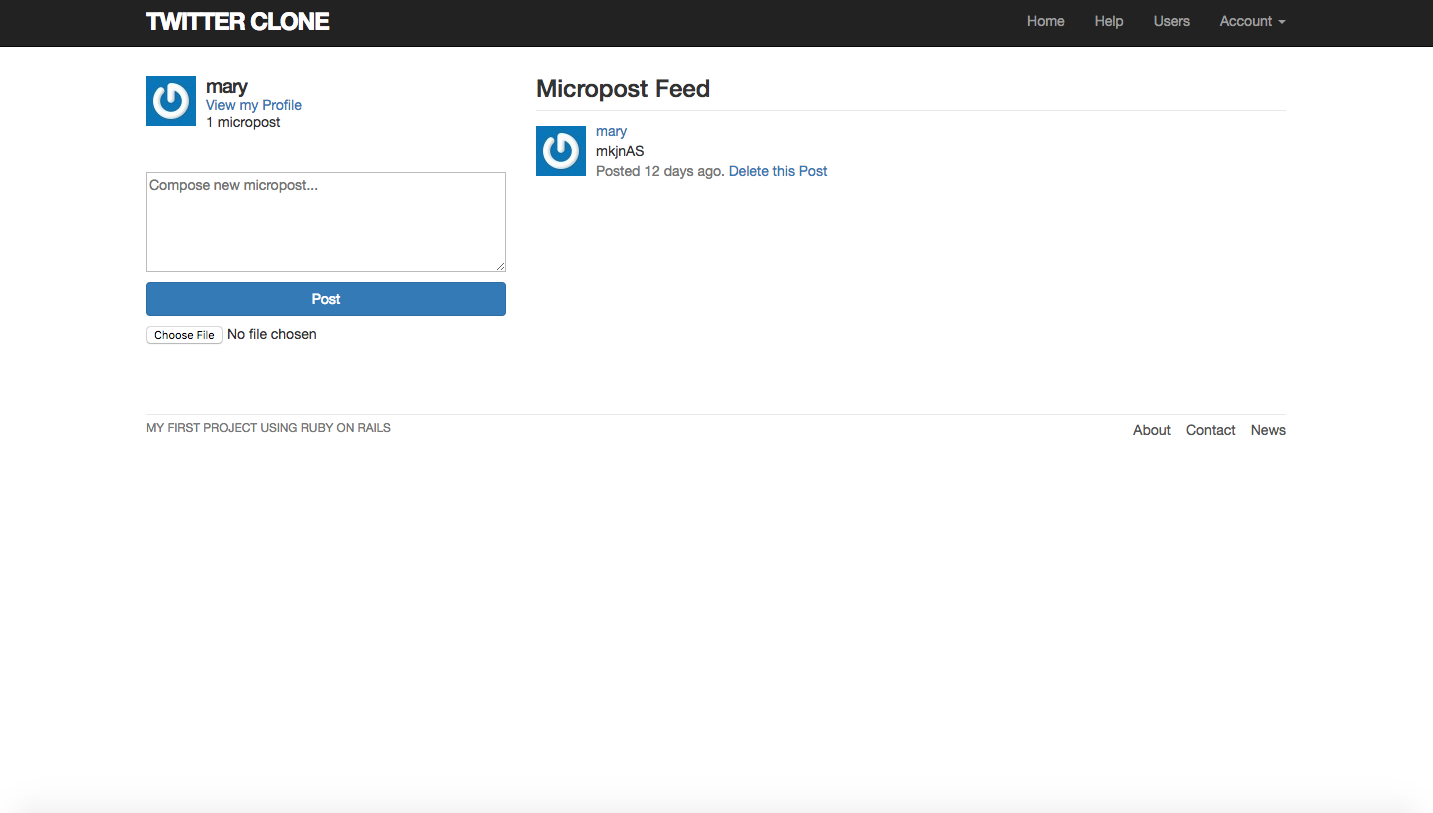 TWITTER CLONE
Home Help Users Account
mary
View my Profile
1 micropost
Compose new micropost...
Post
Choose File No file chosen
Micropost Feed
mary
mkjnAS
Posted 12 days ago. Delete this Post
MY FIRST PROJECT USING RUBY ON RAILS
About Contact News